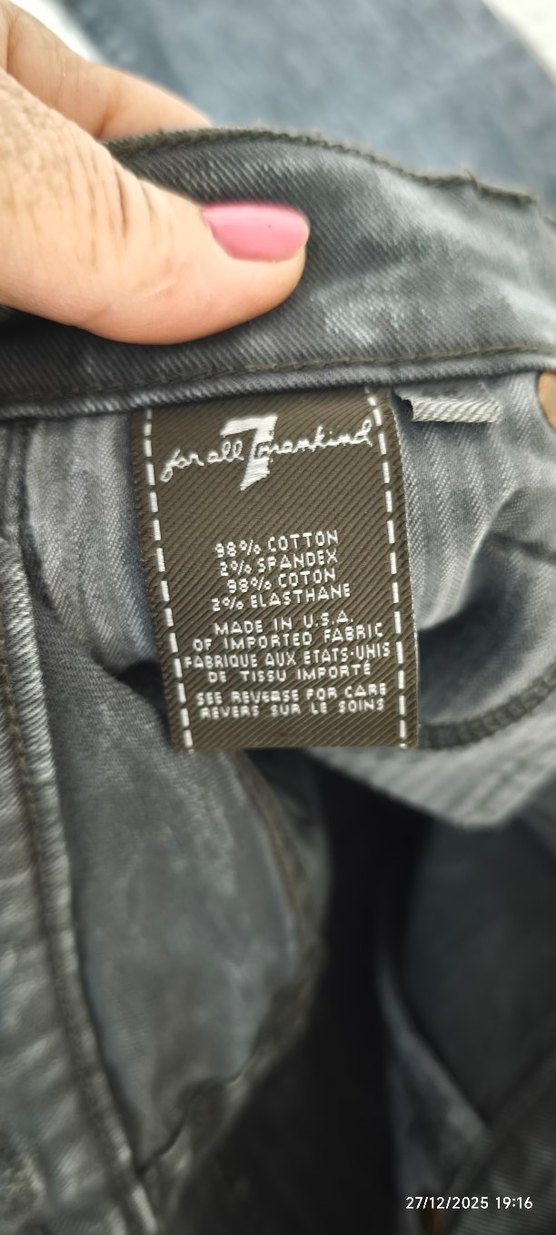 for all 7 mankind
98% COTTON
2% SPANDEX
98% COTON
2% ELASTHANE
MADE IN U.S.A.
OF IMPORTED FABRIC
FABRIQUE AUX ETATS-UNIS
DE TISSU IMPORTÉ
SEE REVERSE FOR CARE
REVERS SUR LE SOINS
27/12/2025 19:16